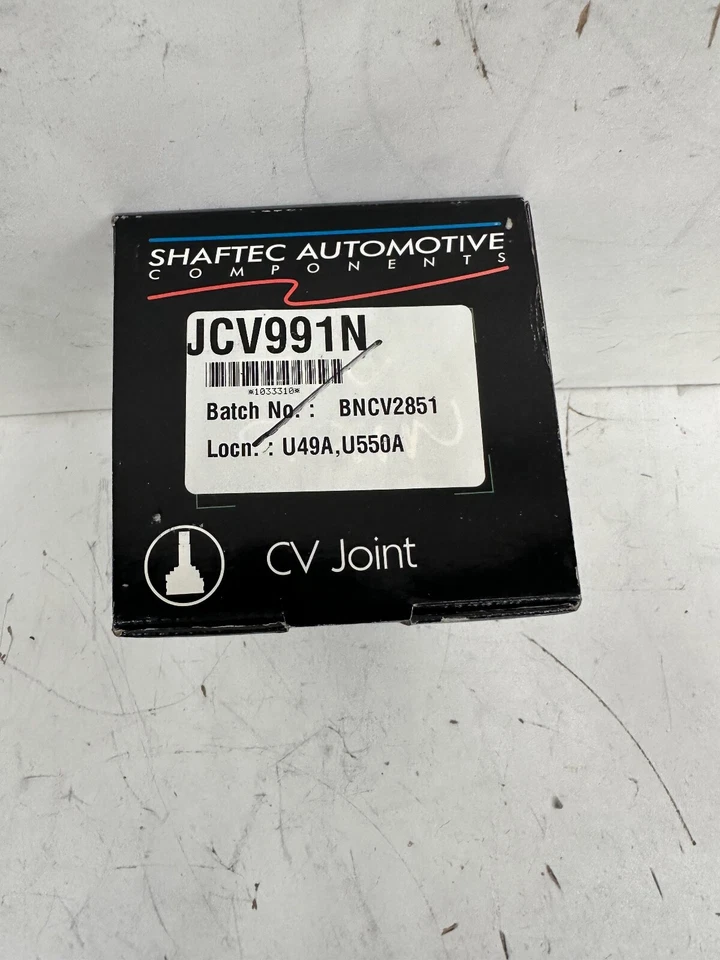 SHAFTEC AUTOMOTIVE
COMPONENTS
JCV991N
*1033310*
Batch No. : BNCV2851
Locn. : U49A,U550A
CV Joint